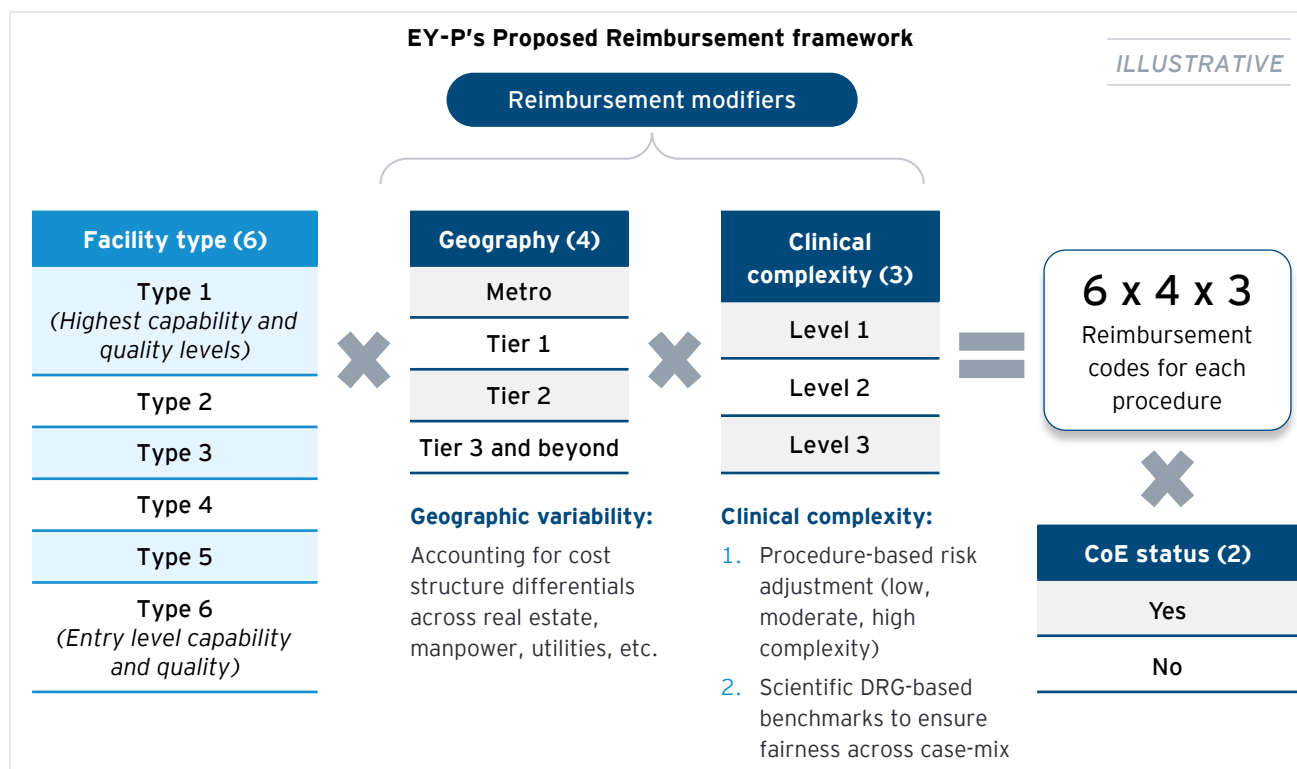 EY-P's Proposed Reimbursement framework
ILLUSTRATIVE
Reimbursement modifiers
Facility type (6)
Type 1
(Highest capability and
quality levels)
Type 2
Type 3
Type 4
Type 5
Type 6
(Entry level capability
and quality)
Geography (4)
Metro
Tier 1
Tier 2
Tier 3 and beyond
Geographic variability:
Accounting for cost
structure differentials
across real estate,
manpower, utilities, etc.
Clinical
complexity (3)
Level 1
Level 2
Level 3
Clinical complexity:
1. Procedure-based risk
adjustment (low,
moderate, high
complexity)
2. Scientific DRG-based
benchmarks to ensure
fairness across case-mix
6 x 4 x 3
Reimbursement
codes for each
procedure
CoE status (2)
Yes
No